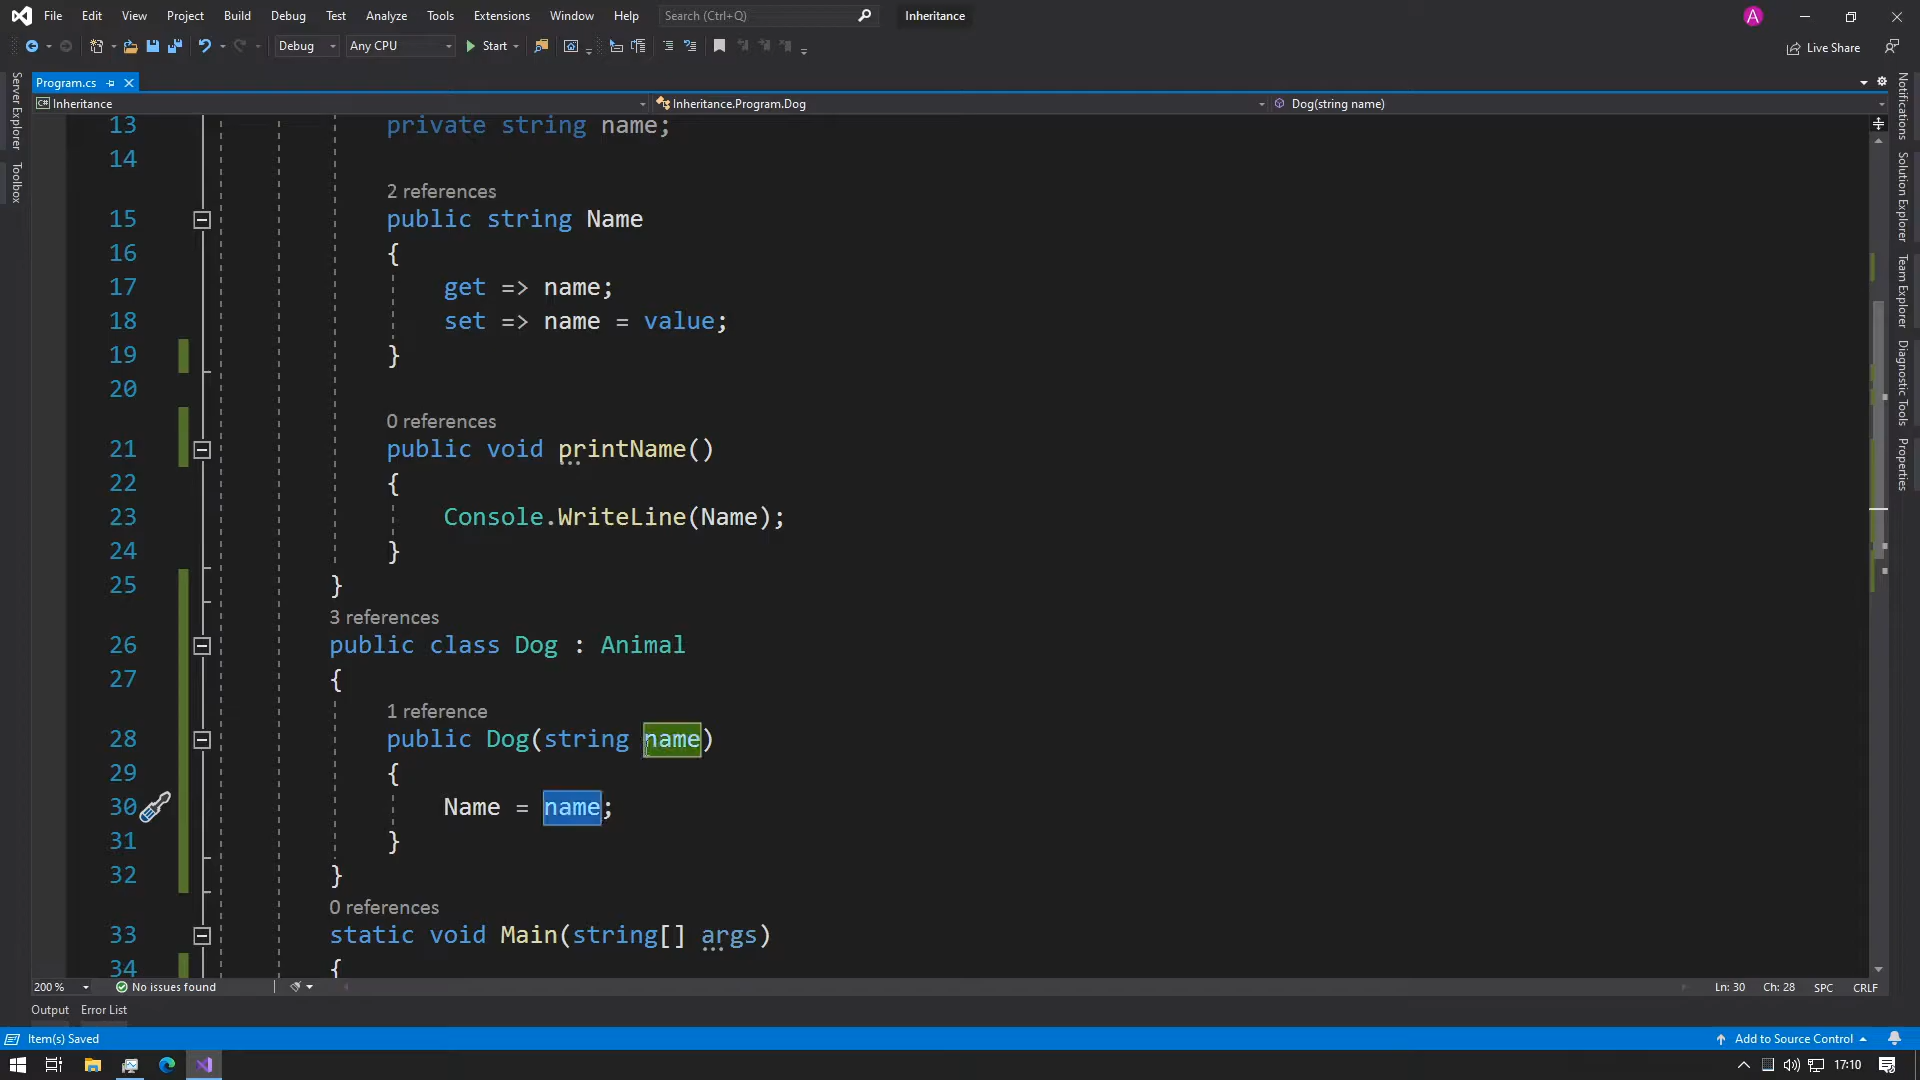 File Edit View Project Build Debug Test Analyze Tools Extensions Window Help Search (Ctrl+Q) Inheritance A
Debug Any CPU Start Live Share
Program.cs
C# Inheritance Inheritance.Program.Dog Dog(string name)
Server Explorer
Toolbox
Notifications
Solution Explorer
Team Explorer
Diagnostic Tools
Properties
13 private string name;
14
2 references
15 public string Name
16 {
17 get => name;
18 set => name = value;
19 }
20
0 references
21 public void printName()
22 {
23 Console.WriteLine(Name);
24 }
25 }
3 references
26 public class Dog : Animal
27 {
1 reference
28 public Dog(string name)
29 {
30 Name = name;
31 }
32 }
0 references
33 static void Main(string[] args)
34 {
200 % No issues found Ln: 30 Ch: 28 SPC CRLF
Output Error List
Item(s) Saved Add to Source Control
17:10